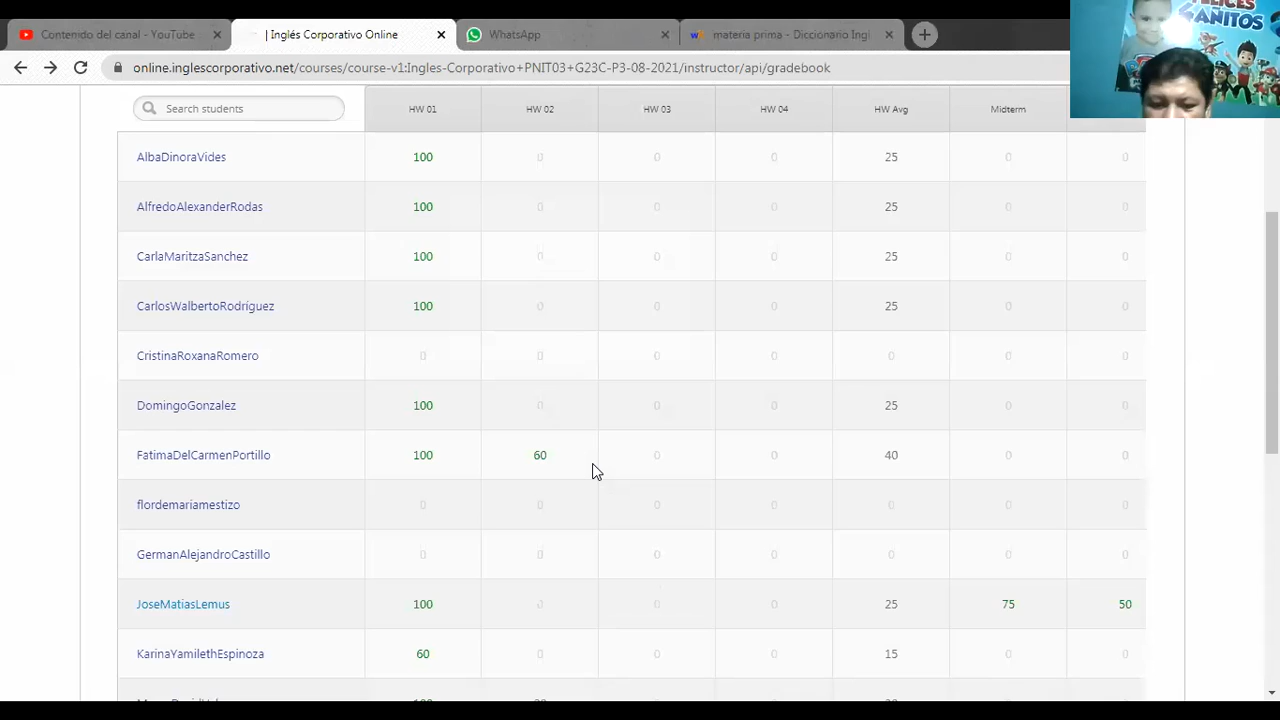 Contenido del canal - YouTube
| Inglés Corporativo Online
WhatsApp
materia prima - Diccionario Ingl
online.inglescorporativo.net/courses/course-v1:Ingles-Corporativo+PNIT03+G23C-P3-08-2021/instructor/api/gradebook
Search students HW 01 HW 02 HW 03 HW 04 HW Avg Midterm
AlbaDinoraVides 100 0 0 0 25 0 0
AlfredoAlexanderRodas 100 0 0 0 25 0 0
CarlaMaritzaSanchez 100 0 0 0 25 0 0
CarlosWalbertoRodríguez 100 0 0 0 25 0 0
CristinaRoxanaRomero 0 0 0 0 0 0 0
DomingoGonzalez 100 0 0 0 25 0 0
FatimaDelCarmenPortillo 100 60 0 0 40 0 0
flordemariamestizo 0 0 0 0 0 0 0
GermanAlejandroCastillo 0 0 0 0 0 0 0
JoseMatiasLemus 100 0 0 0 25 75 50
KarinaYamilethEspinoza 60 0 0 0 15 0 0